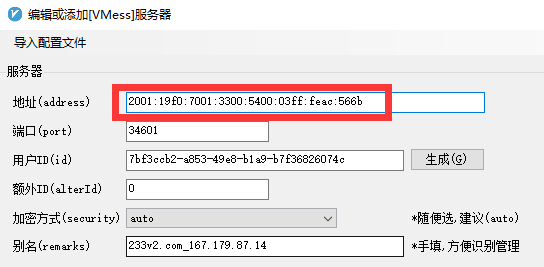 编辑或添加[VMess]服务器
导入配置文件
服务器
地址(address) 2001:19f0:7001:3300:5400:03ff:feac:566b
端口(port) 34601
用户ID(id) 7bf3ccb2-a853-49e8-b1a9-b7f36826074c 生成(G)
额外ID(alterId) 0
加密方式(security) auto *随便选,建议(auto)
别名(remarks) 233v2.com_167.179.87.14 *手填,方便识别管理